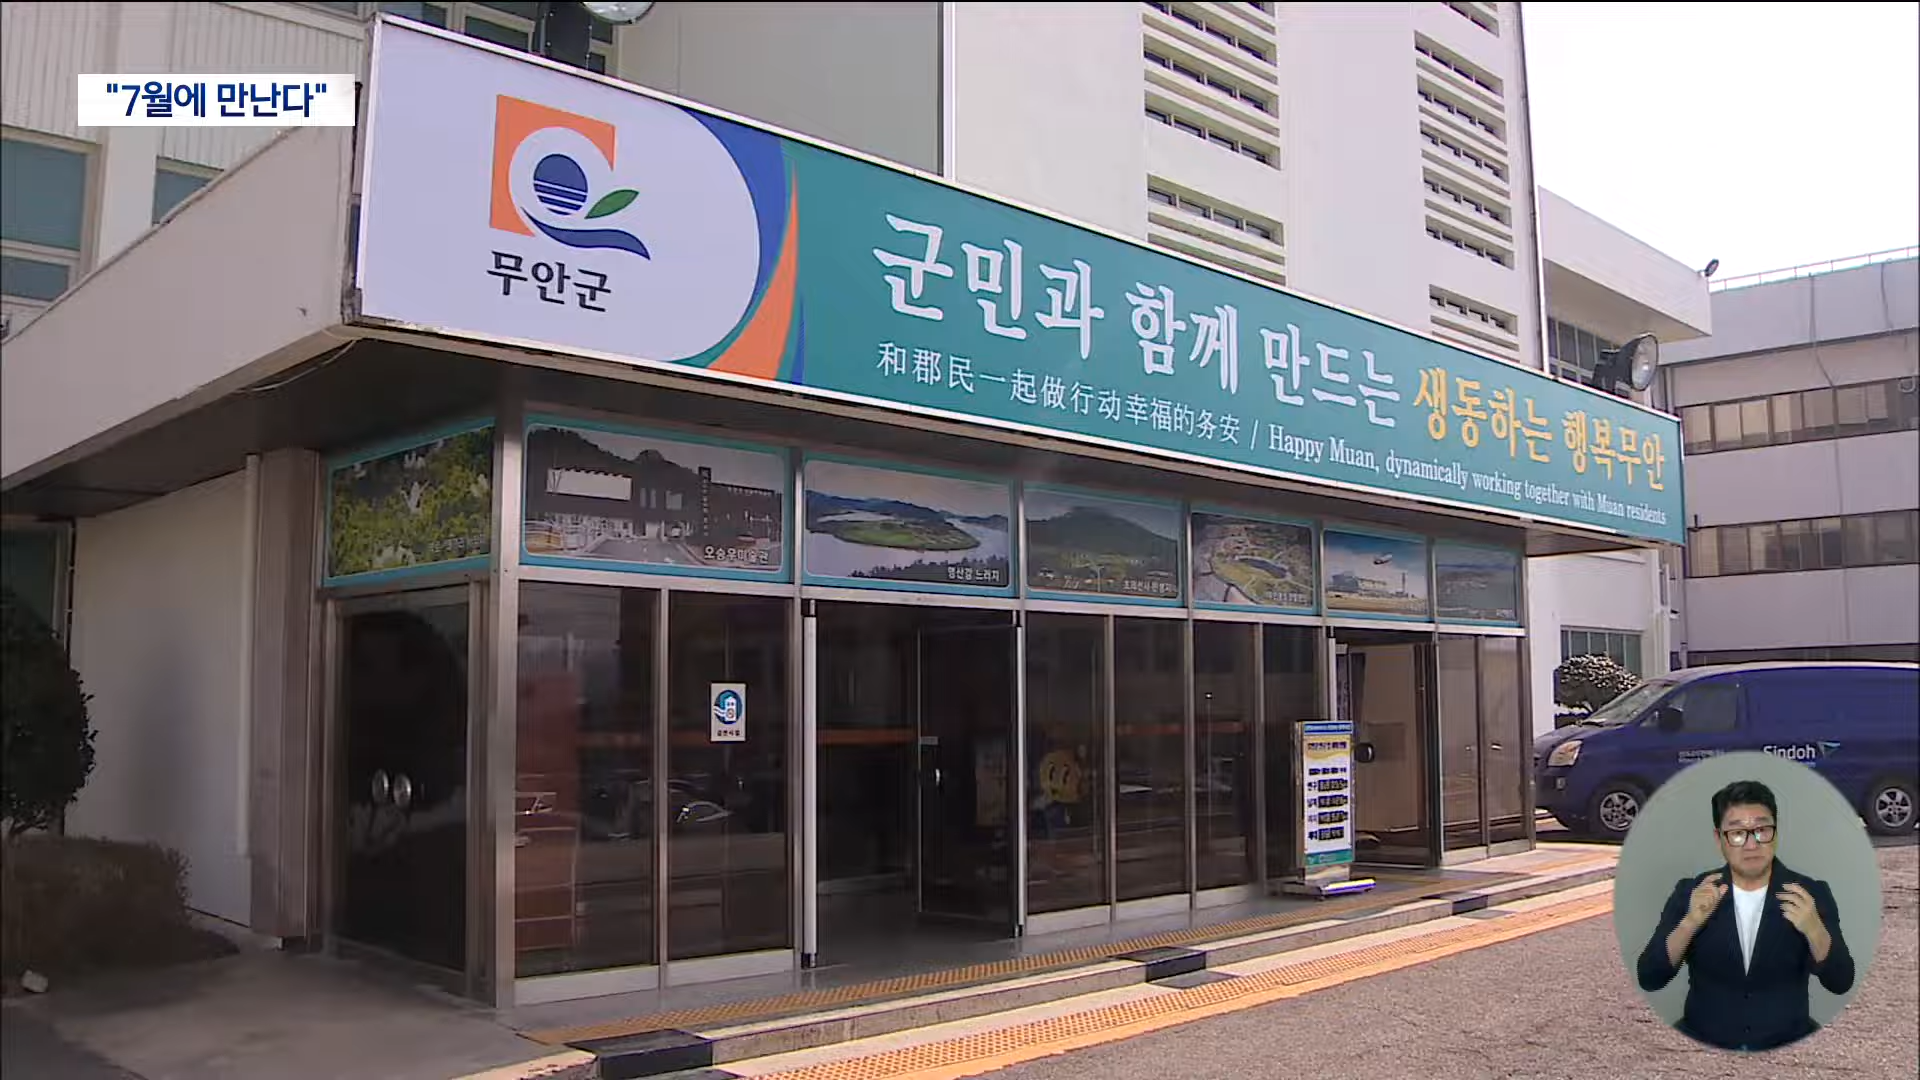 "7월에 만난다"
무안군
군민과 함께 만드는 생동하는 행복무안
和郡民一起做行动幸福的务安 / Happy Muan, dynamically working together with Muan residents
오승우미술관
영산강 느러지
Sindoh